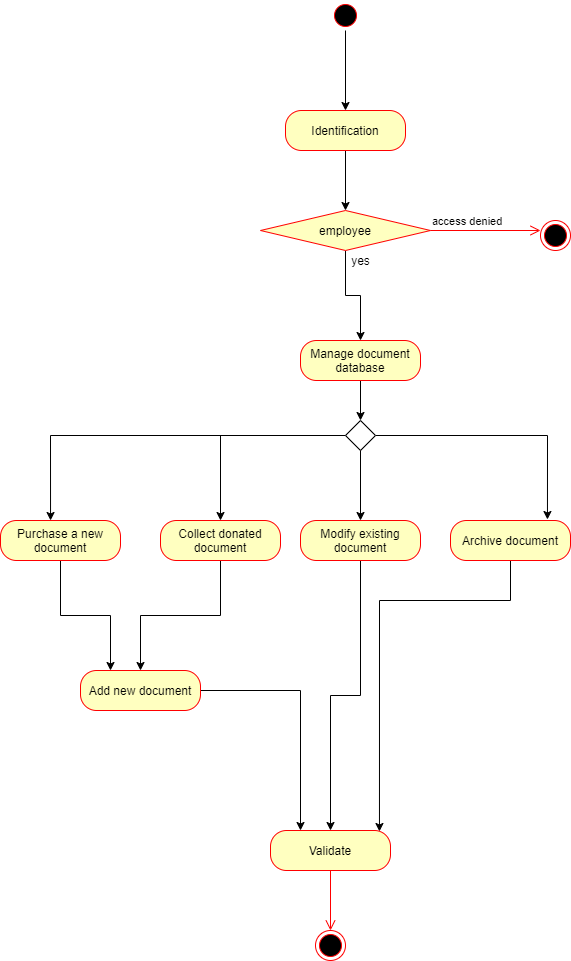 Identification
employee
access denied
yes
Manage document
database
Purchase a new
document
Collect donated
document
Modify existing
document
Archive document
Add new document
Validate